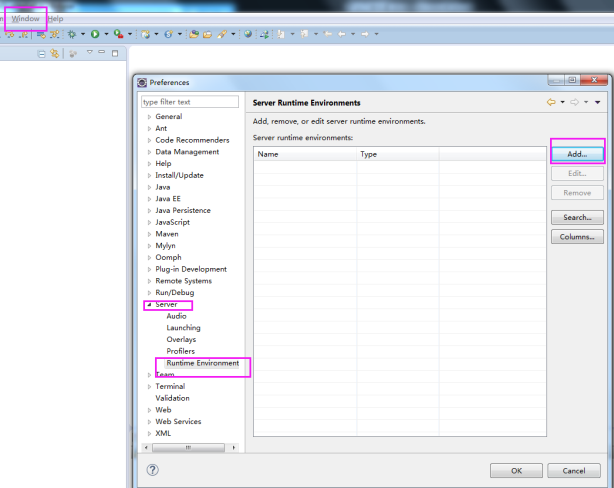 Window Help
Preferences
type filter text
General
Ant
Code Recommenders
Data Management
Help
Install/Update
Java
Java EE
Java Persistence
JavaScript
Maven
Mylyn
Oomph
Plug-in Development
Remote Systems
Run/Debug
Server
Audio
Launching
Overlays
Profilers
Runtime Environment
Team
Terminal
Validation
Web
Web Services
XML
Server Runtime Environments
Add, remove, or edit server runtime environments.
Server runtime environments:
Name Type
Add...
Edit...
Remove
Search...
Columns...
OK Cancel